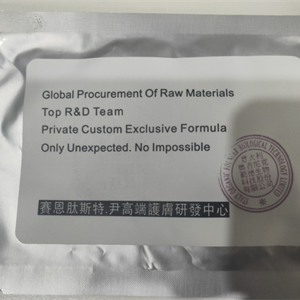 Global Procurement Of Raw Materials
Top R&D Team
Private Custom Exclusive Formula
Only Unexpected. No Impossible
賽恩肽斯特.尹高端護膚研發中心